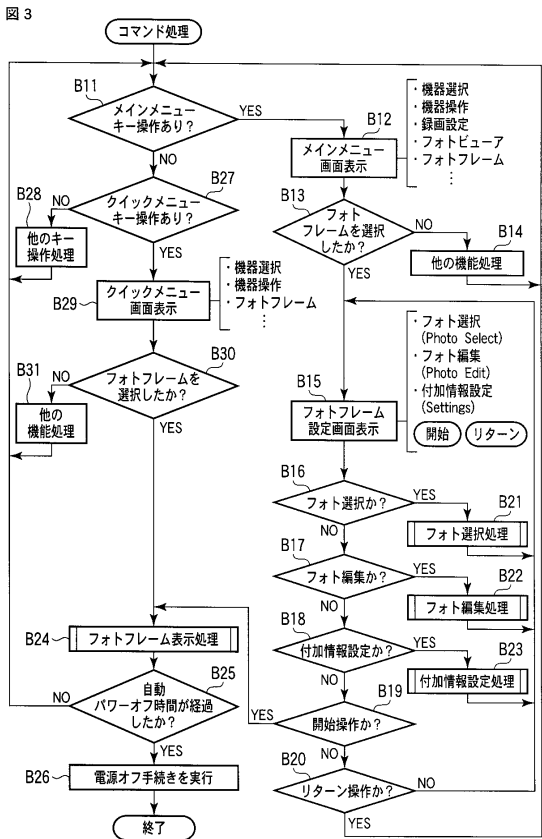 図3
コマンド処理
B11
メインメニュー
キー操作あり？
YES
NO
B12
メインメニュー
画面表示
・機器選択
・機器操作
・録画設定
・フォトビューア
・フォトフレーム
⋮
B27
クイックメニュー
キー操作あり？
NO
YES
B28
他のキー
操作処理
B13
フォト
フレームを選択
したか？
NO
YES
B14
他の機能処理
B29
クイックメニュー
画面表示
・機器選択
・機器操作
・フォトフレーム
⋮
B30
フォトフレームを
選択したか？
NO
YES
B31
他の
機能処理
B15
フォトフレーム
設定画面表示
・フォト選択
(Photo Select)
・フォト編集
(Photo Edit)
・付加情報設定
(Settings)
開始 リターン
B16
フォト選択か？
YES
NO
B21
フォト選択処理
B17
フォト編集か？
YES
NO
B22
フォト編集処理
B18
付加情報設定か？
YES
NO
B23
付加情報設定処理
B19
開始操作か？
YES
NO
B20
リターン操作か？
NO
YES
B24
フォトフレーム表示処理
B25
自動
パワーオフ時間が経過
したか？
NO
YES
B26
電源オフ手続きを実行
終了